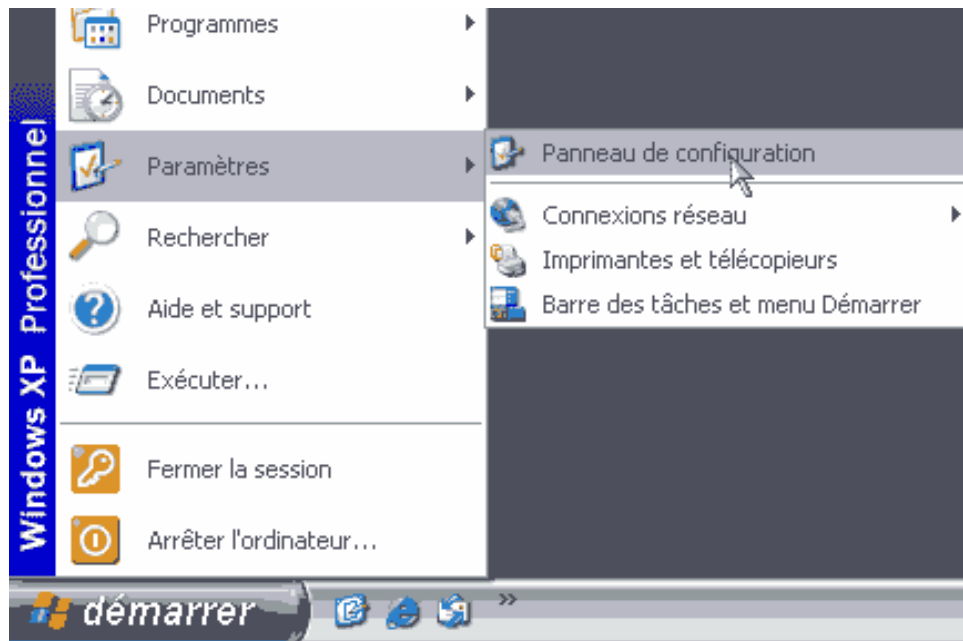 Programmes
Documents
Paramètres
Rechercher
Aide et support
Exécuter...
Fermer la session
Arrêter l'ordinateur...
Panneau de configuration
Connexions réseau
Imprimantes et télécopieurs
Barre des tâches et menu Démarrer
Windows XP Professionnel
démarrer
»